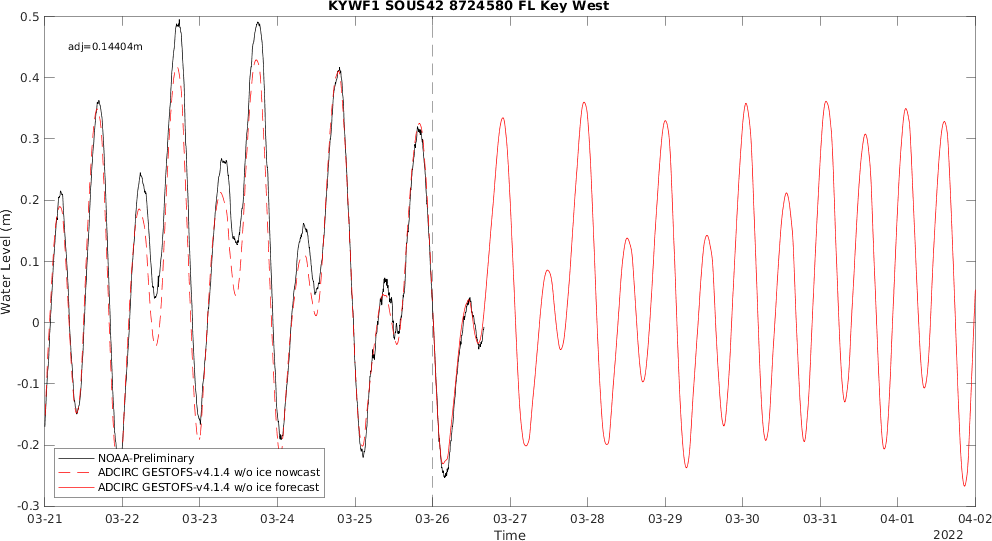 KYWF1 SOUS42 8724580 FL Key West
0.5
adj=0.14404m
0.4
0.3
0.2
0.1
0
-0.1
-0.2
-0.3
Water Level (m)
NOAA-Preliminary
ADCIRC GESTOFS-v4.1.4 w/o ice nowcast
ADCIRC GESTOFS-v4.1.4 w/o ice forecast
03-21 03-22 03-23 03-24 03-25 03-26 03-27 03-28 03-29 03-30 03-31 04-01 04-02
Time
2022